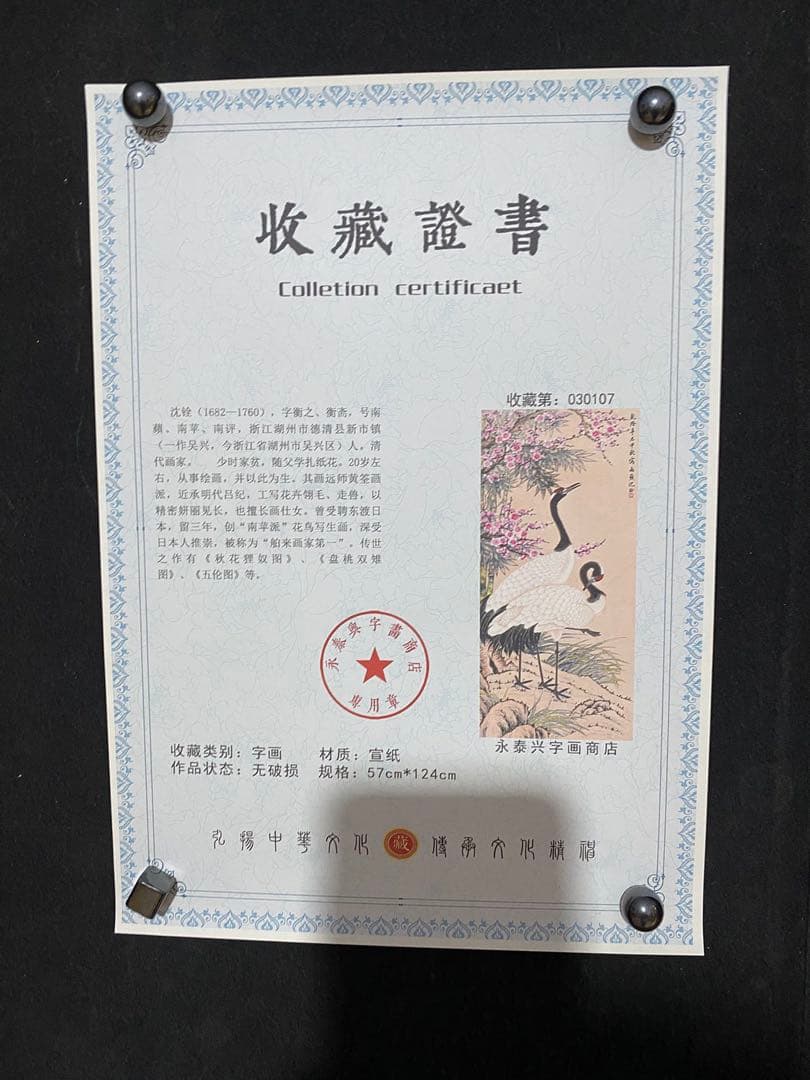 收藏證書
Colletion certificaet
沈铨（1682—1760），字衡之、衡斋，号南
蘋、南苹、南评，浙江湖州市德清县新市镇
（一作吴兴，今浙江省湖州市吴兴区）人。清
代画家。 少时家贫，随父学扎纸花。20岁左
右，从事绘画，并以此为生。其画远师黄筌画
派，近承明代吕纪，工写花卉翎毛、走兽，以
精密妍丽见长，也擅长画仕女。曾受聘东渡日
本，留三年，创“南苹派”花鸟写生画，深受
日本人推崇，被称为“舶来画家第一”。传世
之作有《秋花狸奴图》、《盘桃双雉
图》、《五伦图》等。
收藏第：030107
永泰兴字画商店
永泰興字畫商店
专用章
收藏类别：字画 材质：宣纸
作品状态：无破损 规格：57cm*124cm
弘揚中華文化 藏 傳承文化精神